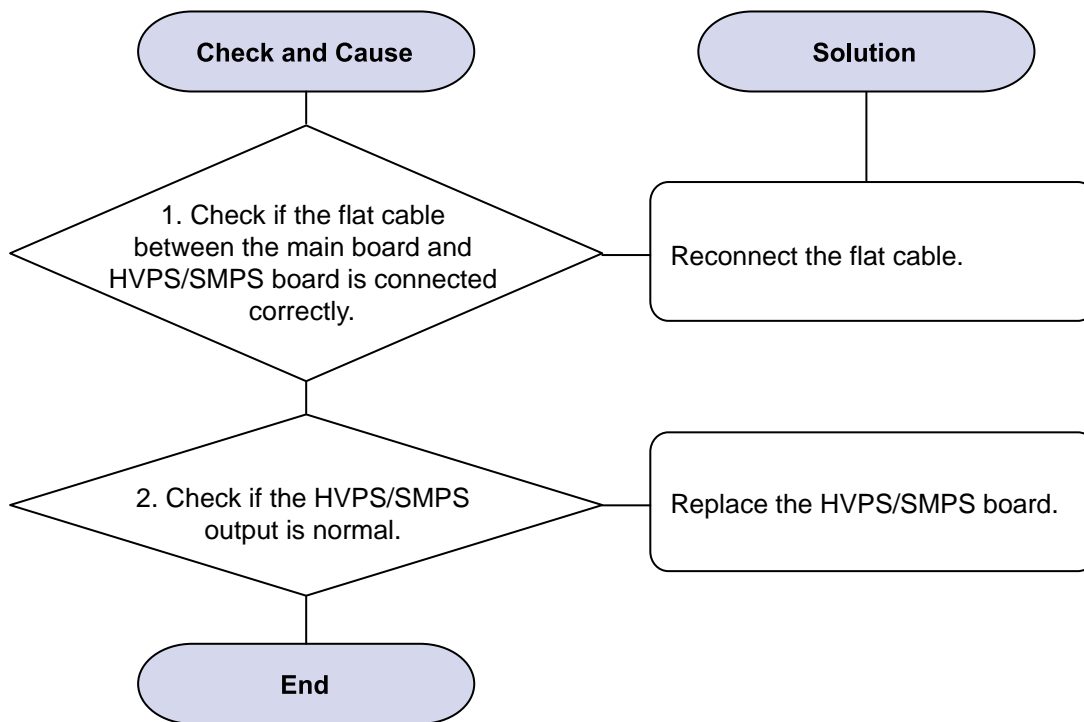 Check and Cause
Solution
1. Check if the flat cable
between the main board and
HVPS/SMPS board is connected
correctly.
Reconnect the flat cable.
2. Check if the HVPS/SMPS
output is normal.
Replace the HVPS/SMPS board.
End